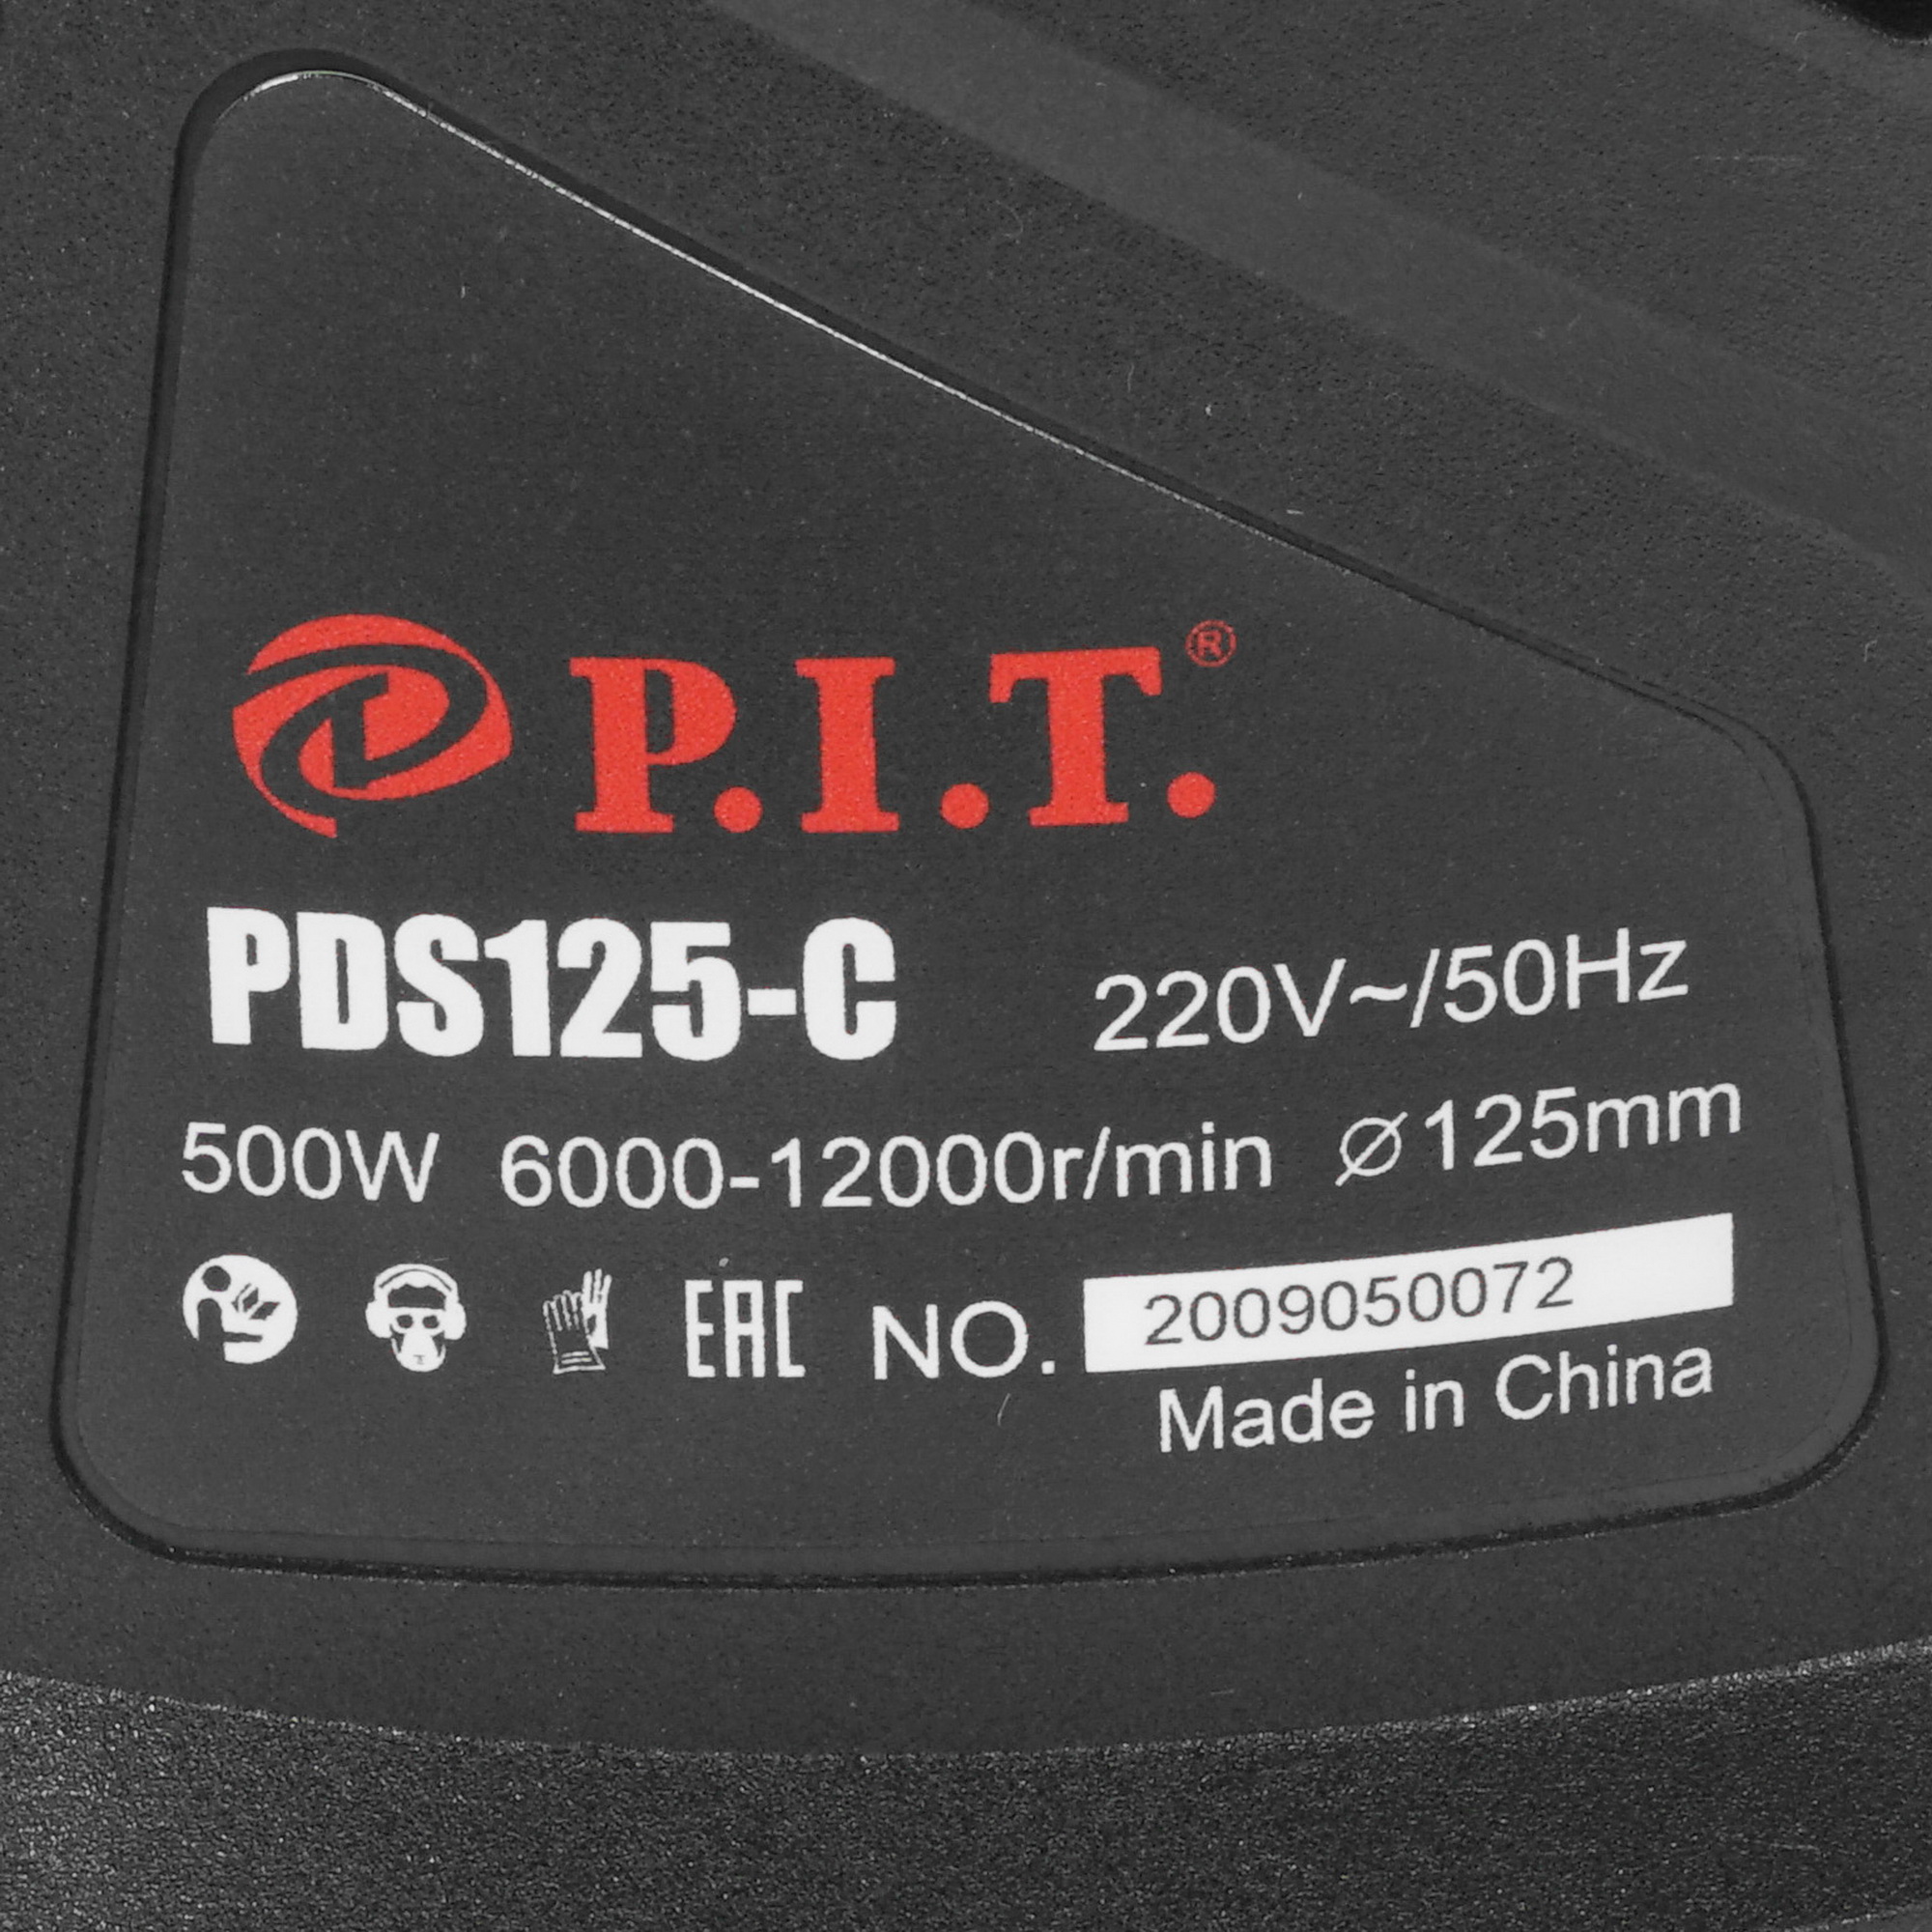 P.I.T.®
PDS125-C 220V~/50Hz
500W 6000-12000r/min ⌀125mm
EAC NO. 2009050072
Made in China